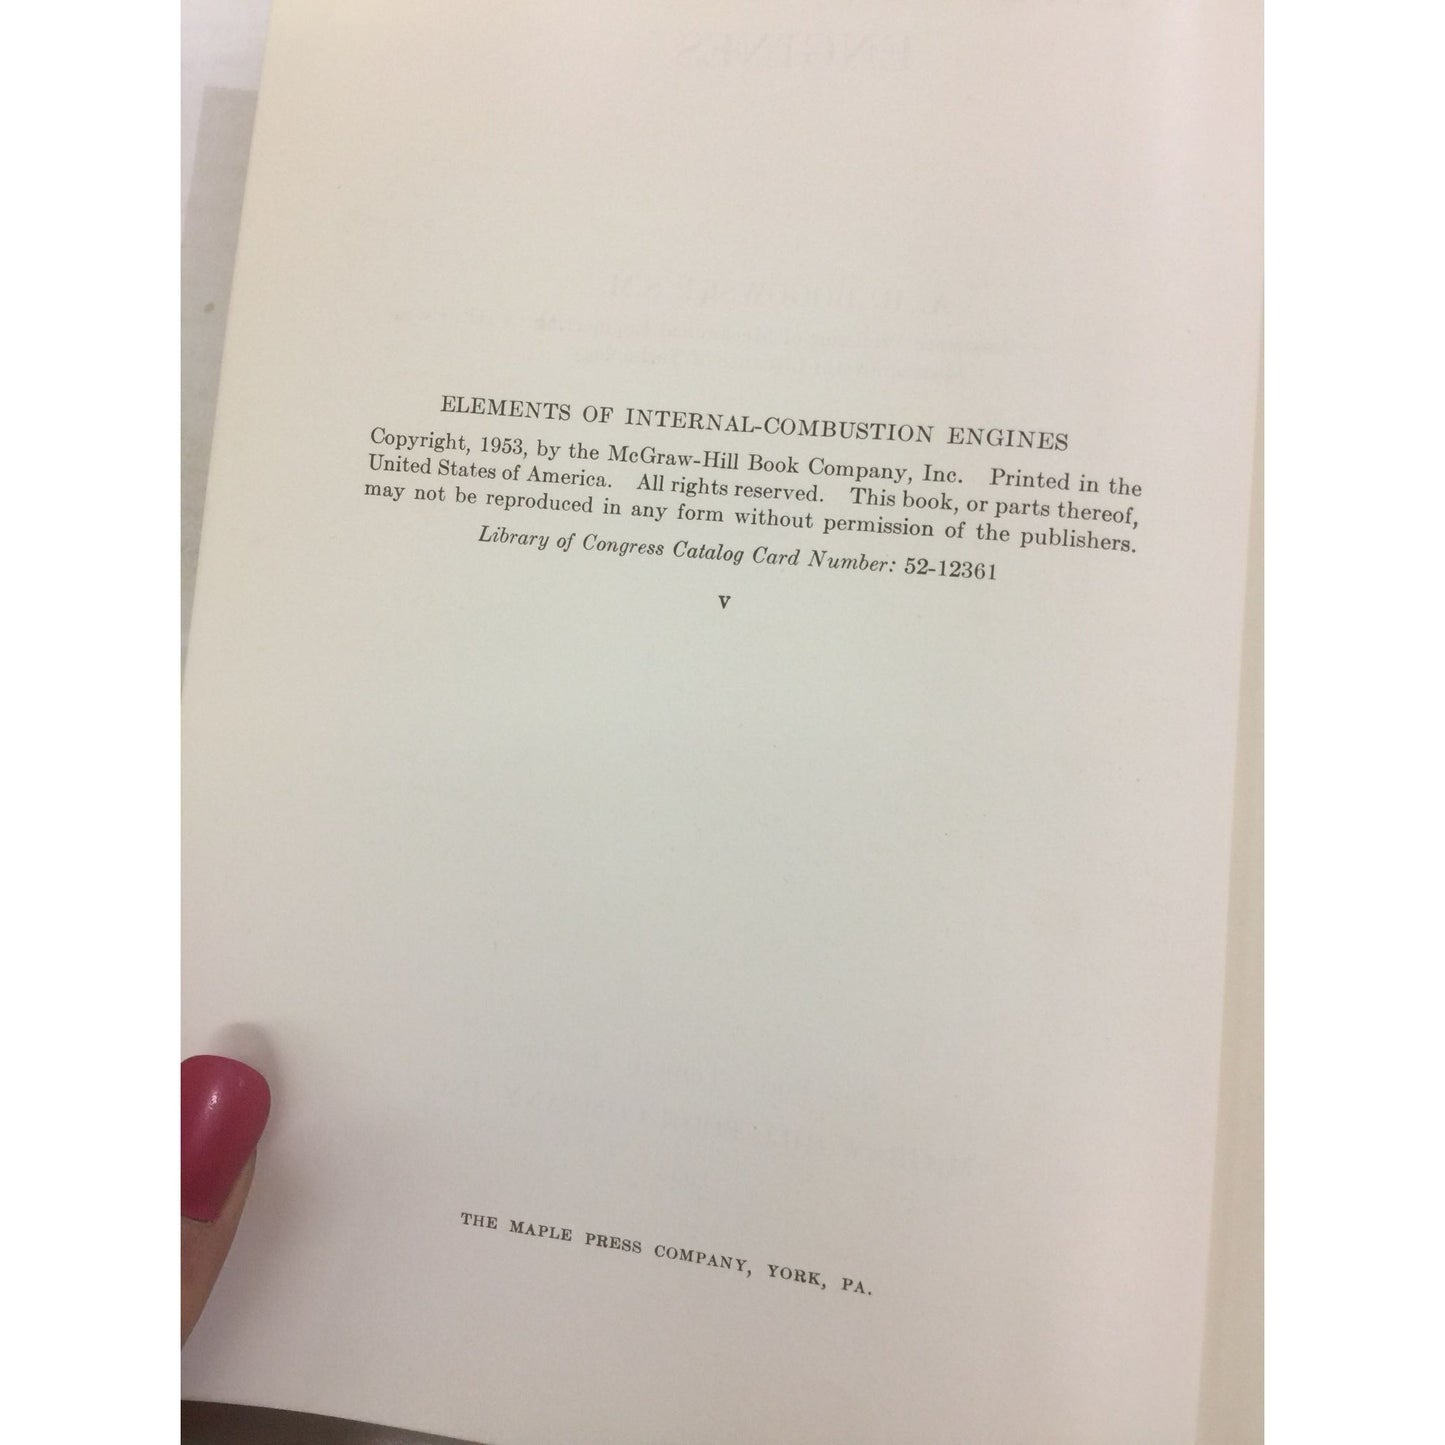 ELEMENTS OF INTERNAL-COMBUSTION ENGINES
Copyright, 1953, by the McGraw-Hill Book Company, Inc. Printed in the
United States of America. All rights reserved. This book, or parts thereof,
may not be reproduced in any form without permission of the publishers.
Library of Congress Catalog Card Number: 52-12361
V
THE MAPLE PRESS COMPANY, YORK, PA.